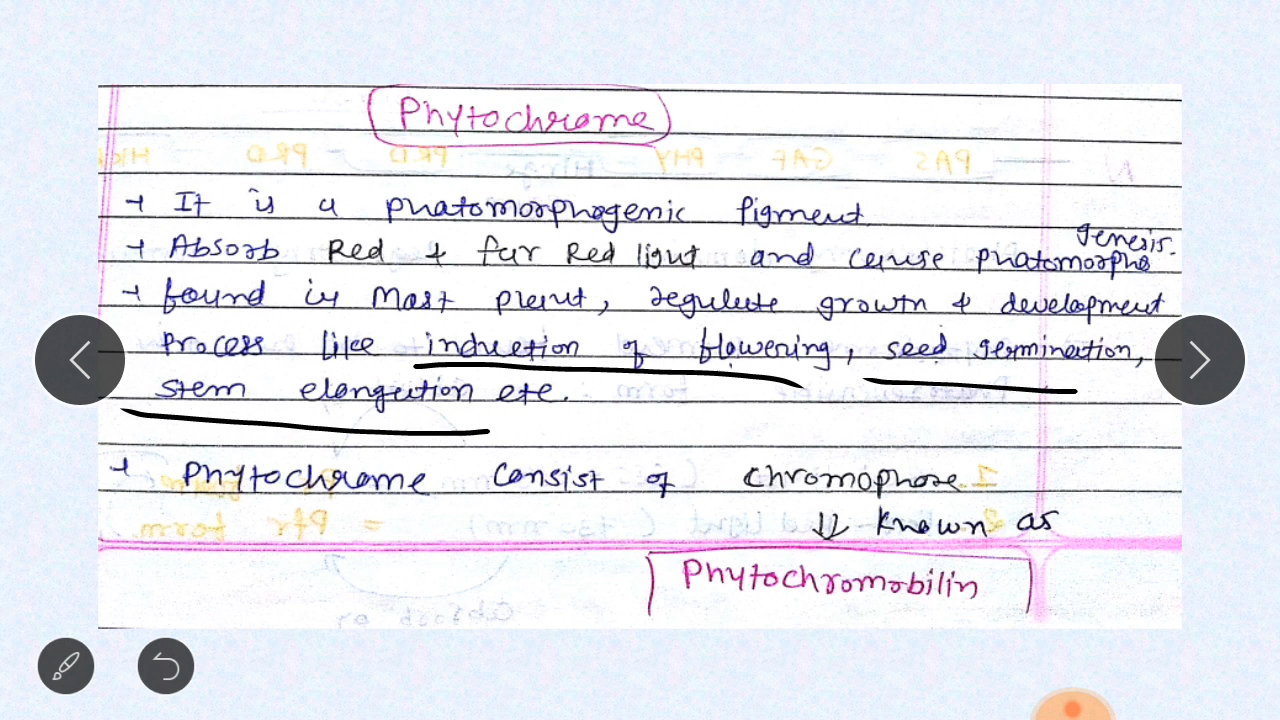 Phytochrome
+ It is a photomorphogenic pigment.
+ Absorb Red & far Red light and cause photomorpho
genesis.
+ found in most plant, regulate growth & development
process like induction of flowering, seed germination,
stem elongation etc.
+ Phytochrome consist of chromophore
⇓ known as
Phytochromobilin